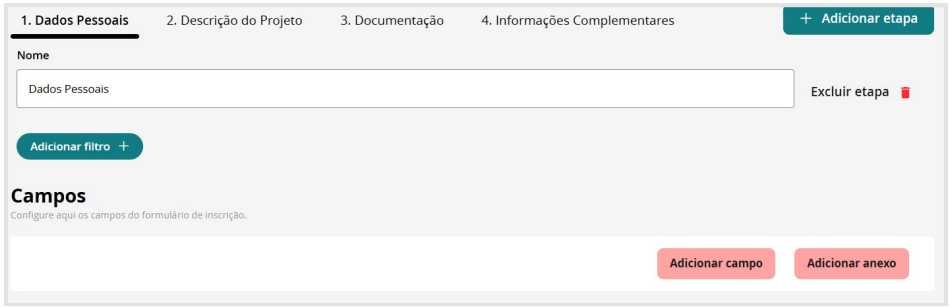 1. Dados Pessoais 2. Descrição do Projeto 3. Documentação 4. Informações Complementares + Adicionar etapa
Nome
Dados Pessoais Excluir etapa
Adicionar filtro +
Campos
Configure aqui os campos do formulário de inscrição.
Adicionar campo Adicionar anexo